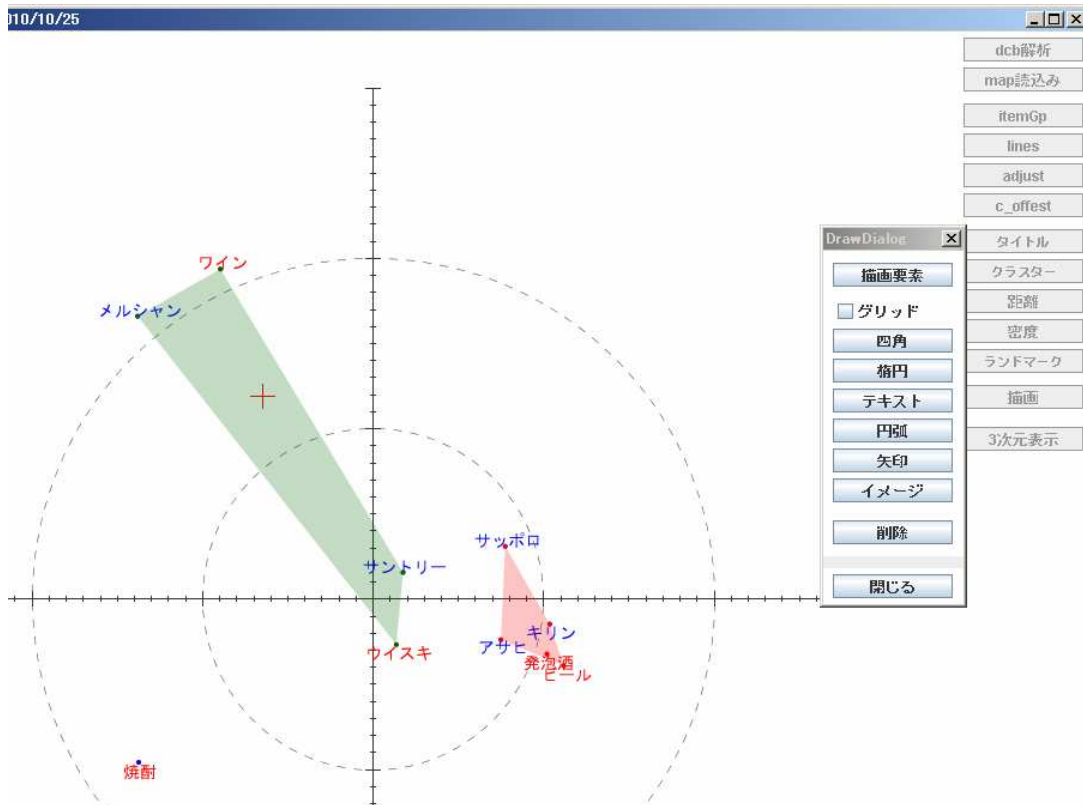 010/10/25
dcb解析
map読込み
itemGp
lines
adjust
c_offest
タイトル
クラスター
距離
密度
ランドマーク
描画
3次元表示
DrawDialog
描画要素
グリッド
四角
楕円
テキスト
円弧
矢印
イメージ
削除
閉じる
ワイン
メルシャン
サントリー
ウイスキ
サッポロ
キリン
アサヒ
発泡酒
ビール
焼酎